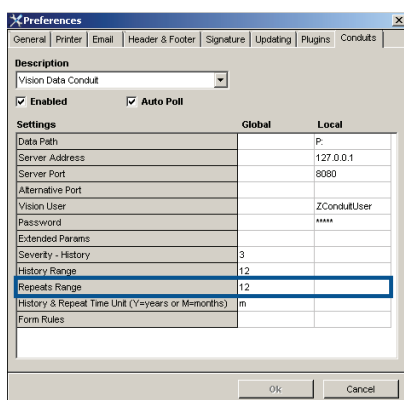 Preferences
General Printer Email Header & Footer Signature Updating Plugins Conduits
Description
Vision Data Conduit
Enabled Auto Poll
Settings Global Local
Data Path P:
Server Address 127.0.0.1
Server Port 8080
Alternative Port
Vision User ZConduitUser
Password *****
Extended Params
Severity - History 3
History Range 12
Repeats Range 12
History & Repeat Time Unit (Y=years or M=months) m
Form Rules
Ok Cancel